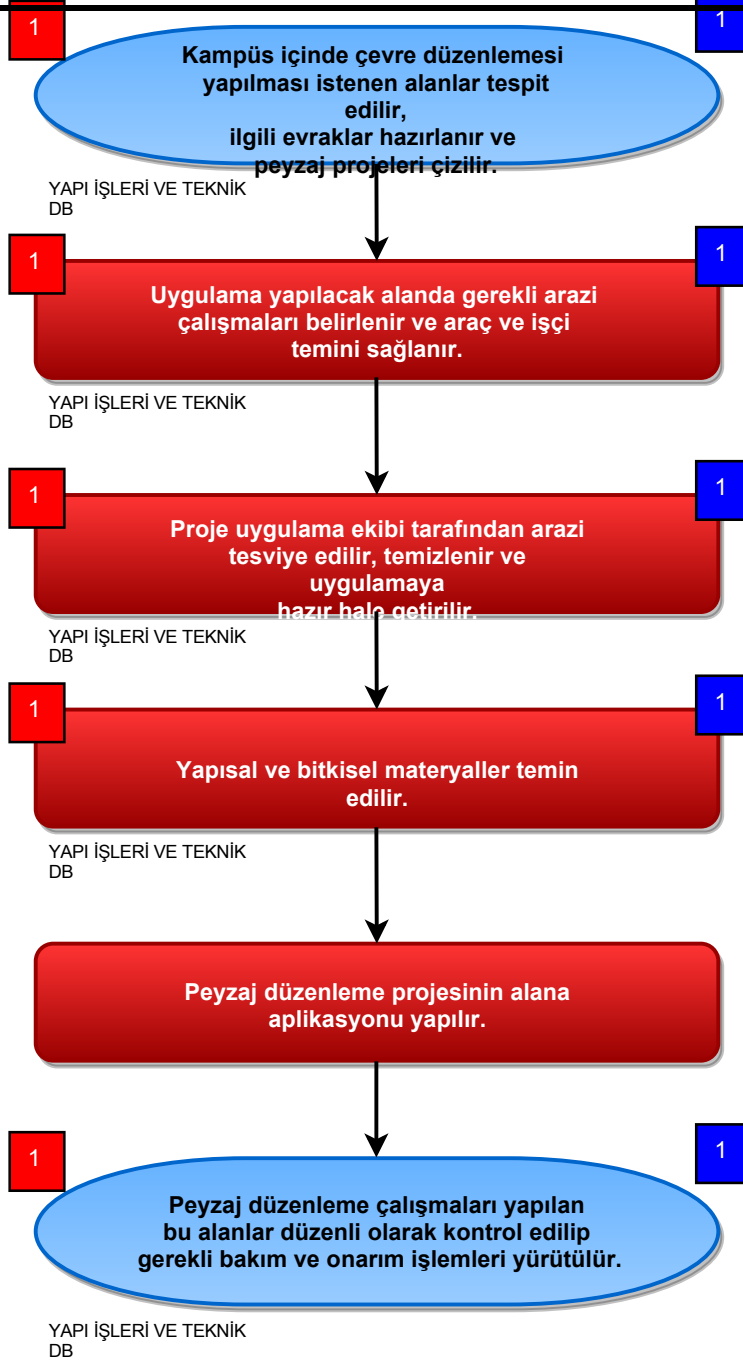 1
1
Kampüs içinde çevre düzenlemesi
yapılması istenen alanlar tespit
edilir,
ilgili evraklar hazırlanır ve
peyzaj projeleri çizilir.
YAPI İŞLERİ VE TEKNİK
DB
1
1
Uygulama yapılacak alanda gerekli arazi
çalışmaları belirlenir ve araç ve işçi
temini sağlanır.
YAPI İŞLERİ VE TEKNİK
DB
1
1
Proje uygulama ekibi tarafından arazi
tesviye edilir, temizlenir ve
uygulamaya
hazır hale getirilir.
YAPI İŞLERİ VE TEKNİK
DB
1
1
Yapısal ve bitkisel materyaller temin
edilir.
YAPI İŞLERİ VE TEKNİK
DB
Peyzaj düzenleme projesinin alana
aplikasyonu yapılır.
1
1
Peyzaj düzenleme çalışmaları yapılan
bu alanlar düzenli olarak kontrol edilip
gerekli bakım ve onarım işlemleri yürütülür.
YAPI İŞLERİ VE TEKNİK
DB